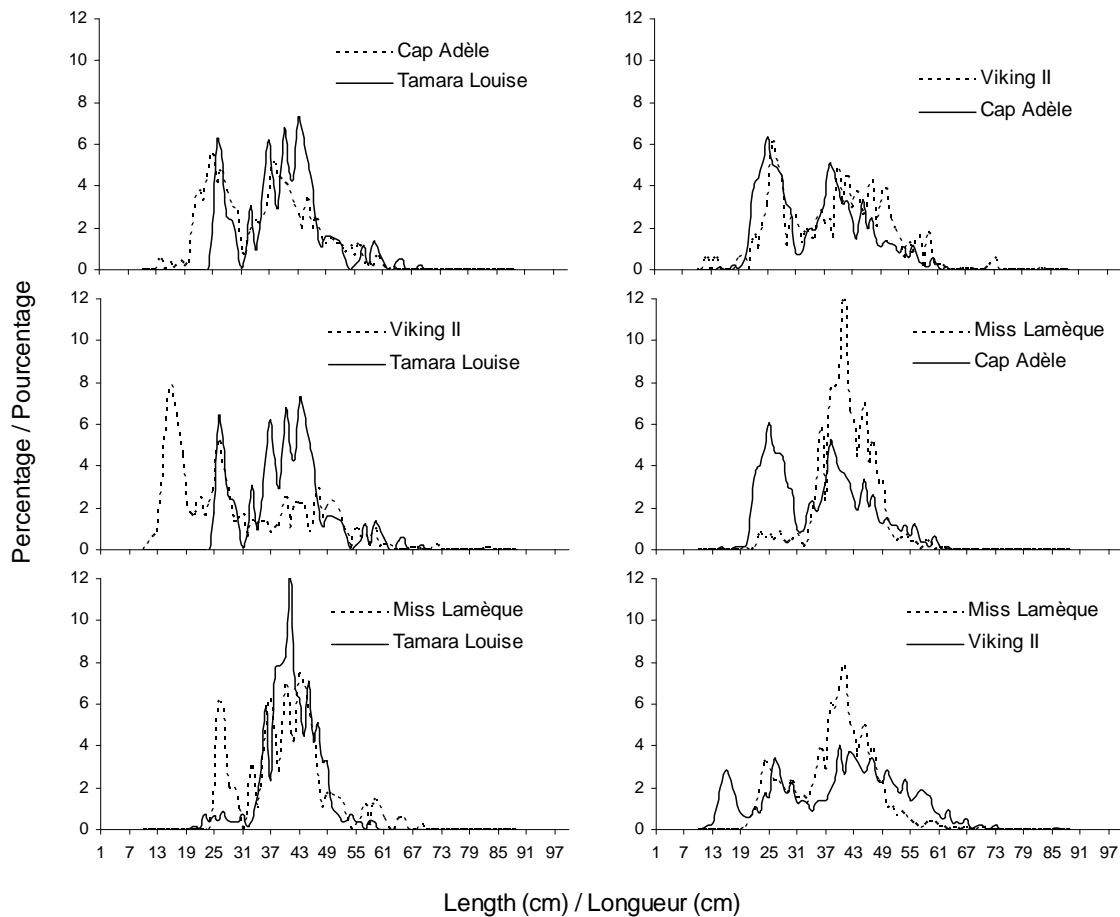 12
10
8
6
4
2
0
Cap Adèle
Tamara Louise
12
10
8
6
4
2
0
Viking II
Cap Adèle
12
10
8
6
4
2
0
Viking II
Tamara Louise
12
10
8
6
4
2
0
Miss Lamèque
Cap Adèle
12
10
8
6
4
2
0
Miss Lamèque
Tamara Louise
1 7 13 19 25 31 37 43 49 55 61 67 73 79 85 91 97
12
10
8
6
4
2
0
Miss Lamèque
Viking II
1 7 13 19 25 31 37 43 49 55 61 67 73 79 85 91 97
Percentage / Pourcentage
Length (cm) / Longueur (cm)